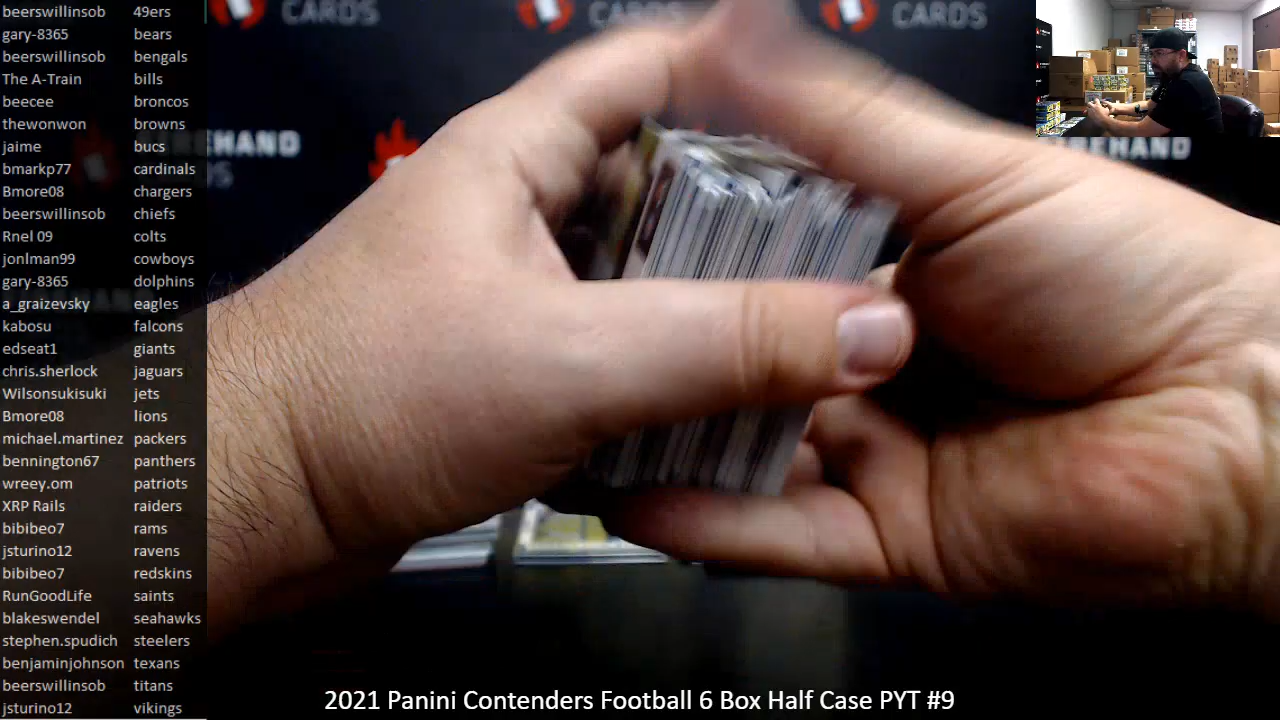 beerswillinsob 49ers
gary-8365 bears
beerswillinsob bengals
The A-Train bills
beecee broncos
thewonwon browns
jaime bucs
bmarkp77 cardinals
Bmore08 chargers
beerswillinsob chiefs
Rnel 09 colts
jonlman99 cowboys
gary-8365 dolphins
a_graizevsky eagles
kabosu falcons
edseat1 giants
chris.sherlock jaguars
Wilsonsukisuki jets
Bmore08 lions
michael.martinez packers
bennington67 panthers
wreey.om patriots
XRP Rails raiders
bibibeo7 rams
jsturino12 ravens
bibibeo7 redskins
RunGoodLife saints
blakeswendel seahawks
stephen.spudich steelers
benjaminjohnson texans
beerswillinsob titans
jsturino12 vikings
CARDS
CARDS
CARDS
2021 Panini Contenders Football 6 Box Half Case PYT #9